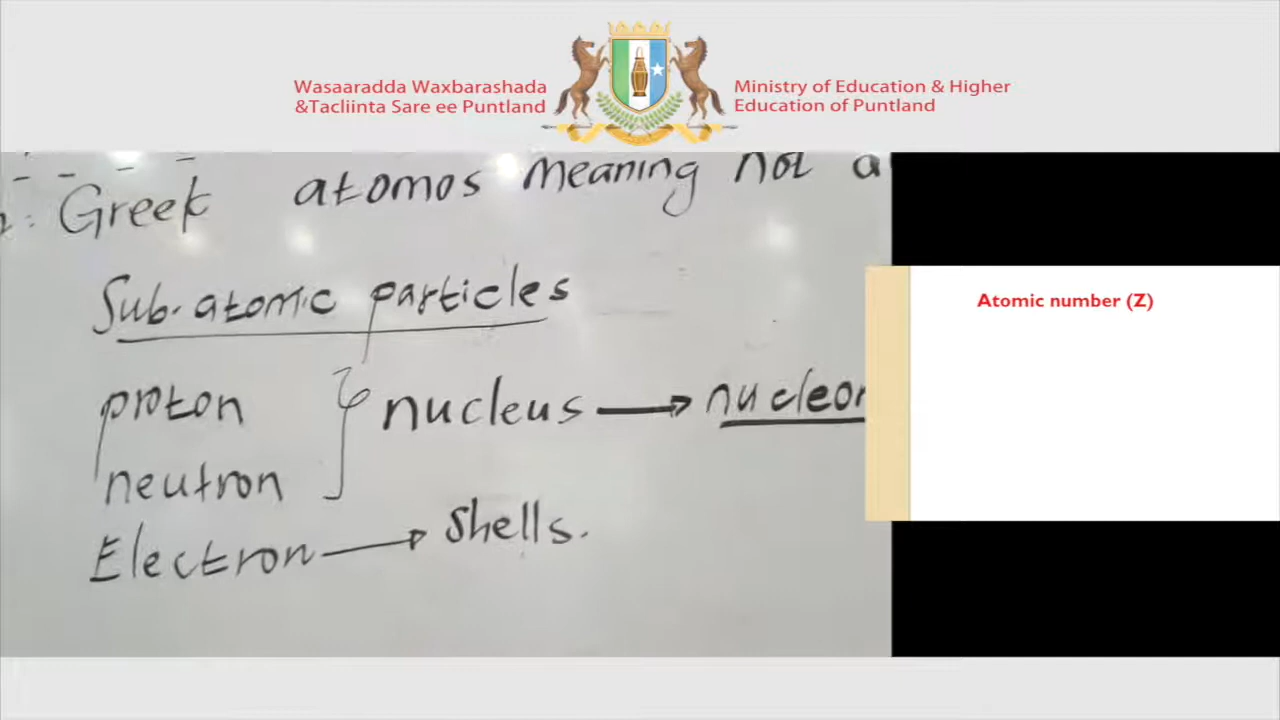 Wasaaradda Waxbarashada
&Tacliinta Sare ee Puntland
Ministry of Education & Higher
Education of Puntland
Greek atomos meaning not a
Sub-atomic particles
proton
neutron
nucleus → nucleon
Electron → shells.
Atomic number (Z)